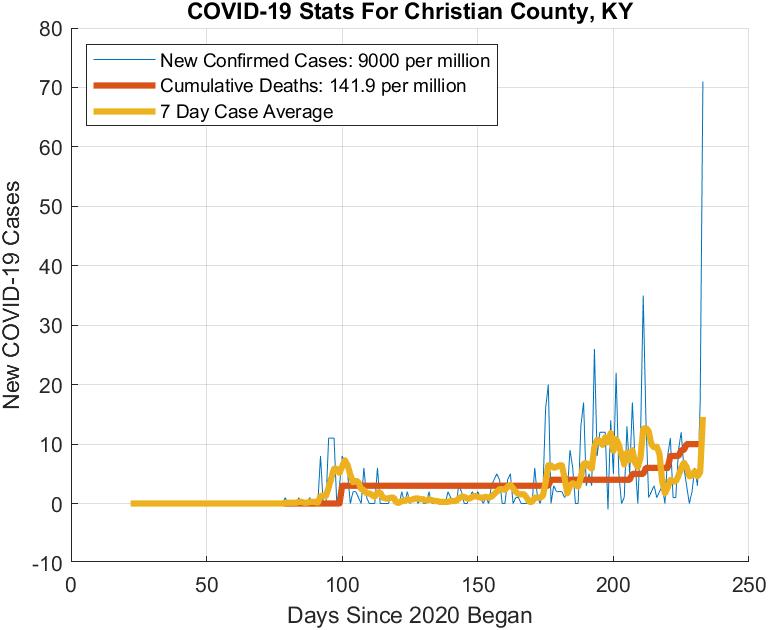 COVID-19 Stats For Christian County, KY
80
70
60
50
40
30
20
10
0
-10
New COVID-19 Cases
New Confirmed Cases: 9000 per million
Cumulative Deaths: 141.9 per million
7 Day Case Average
0 50 100 150 200 250
Days Since 2020 Began